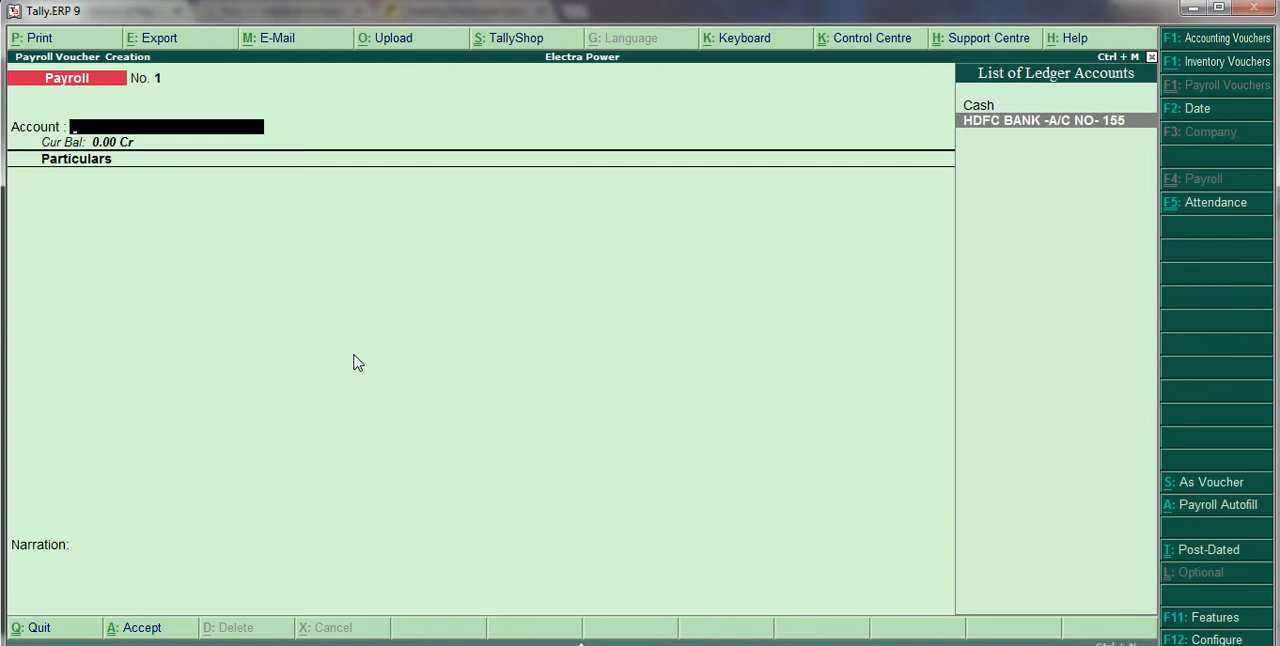 Tally.ERP 9
P: Print E: Export M: E-Mail O: Upload S: TallyShop G: Language K: Keyboard K: Control Centre H: Support Centre H: Help
Payroll Voucher Creation Electra Power Ctrl + M
Payroll No. 1
Account :
Cur Bal: 0.00 Cr
Particulars
Narration:
List of Ledger Accounts
Cash
HDFC BANK -A/C NO- 155
F1: Accounting Vouchers
F1: Inventory Vouchers
F1: Payroll Vouchers
F2: Date
F3: Company
F4: Payroll
F5: Attendance
S: As Voucher
A: Payroll Autofill
T: Post-Dated
L: Optional
F11: Features
F12: Configure
Q: Quit A: Accept D: Delete X: Cancel